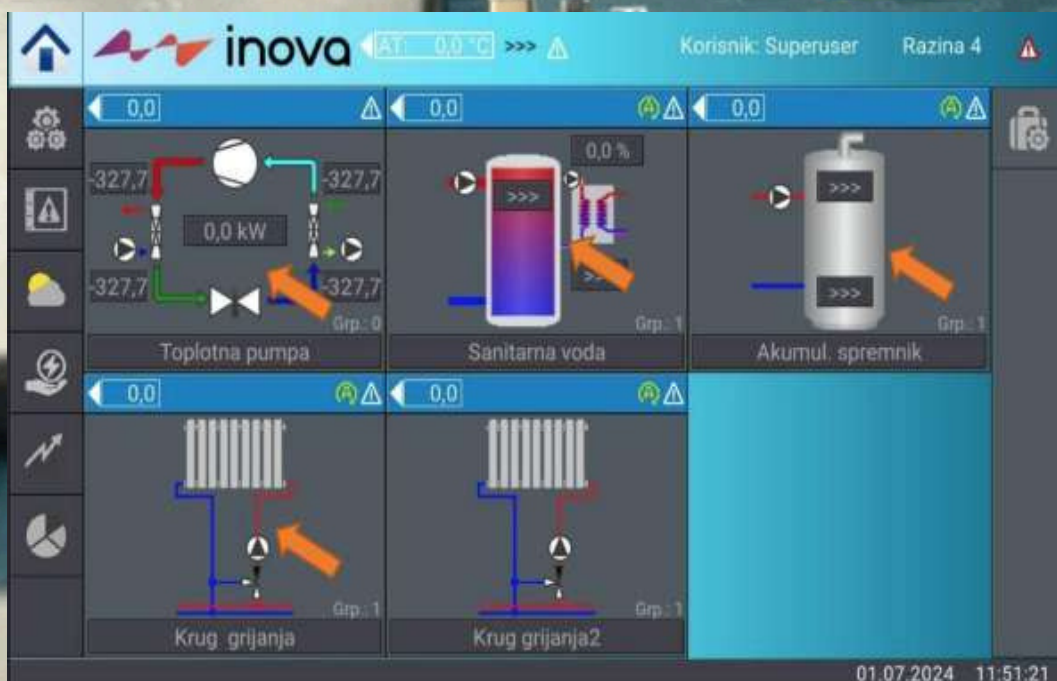 inova AT: 0,0 °C >>> Korisnik: Superuser Razina 4
0,0
0,0
0,0
-327,7
-327,7
0,0 kW
-327,7
-327,7
Grp.: 0
Toplotna pumpa
0,0 %
>>>
>>>
Grp.: 1
Sanitarna voda
>>>
>>>
Grp.: 1
Akumul. spremnik
0,0
0,0
Grp.: 1
Krug grijanja
Grp.: 1
Krug grijanja2
01.07.2024 11:51:21